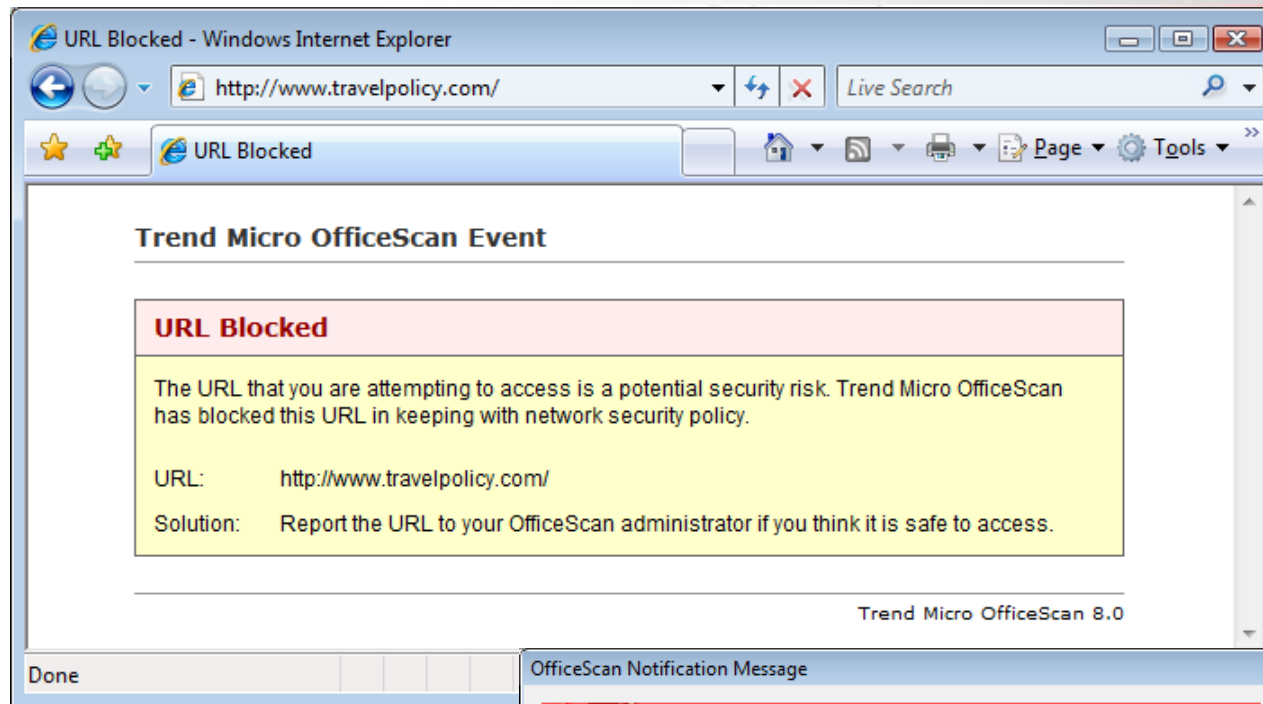 URL Blocked - Windows Internet Explorer
http://www.travelpolicy.com/
Live Search
URL Blocked
Page
Tools
Trend Micro OfficeScan Event
URL Blocked
The URL that you are attempting to access is a potential security risk. Trend Micro OfficeScan
has blocked this URL in keeping with network security policy.
URL: http://www.travelpolicy.com/
Solution: Report the URL to your OfficeScan administrator if you think it is safe to access.
Trend Micro OfficeScan 8.0
Done
OfficeScan Notification Message